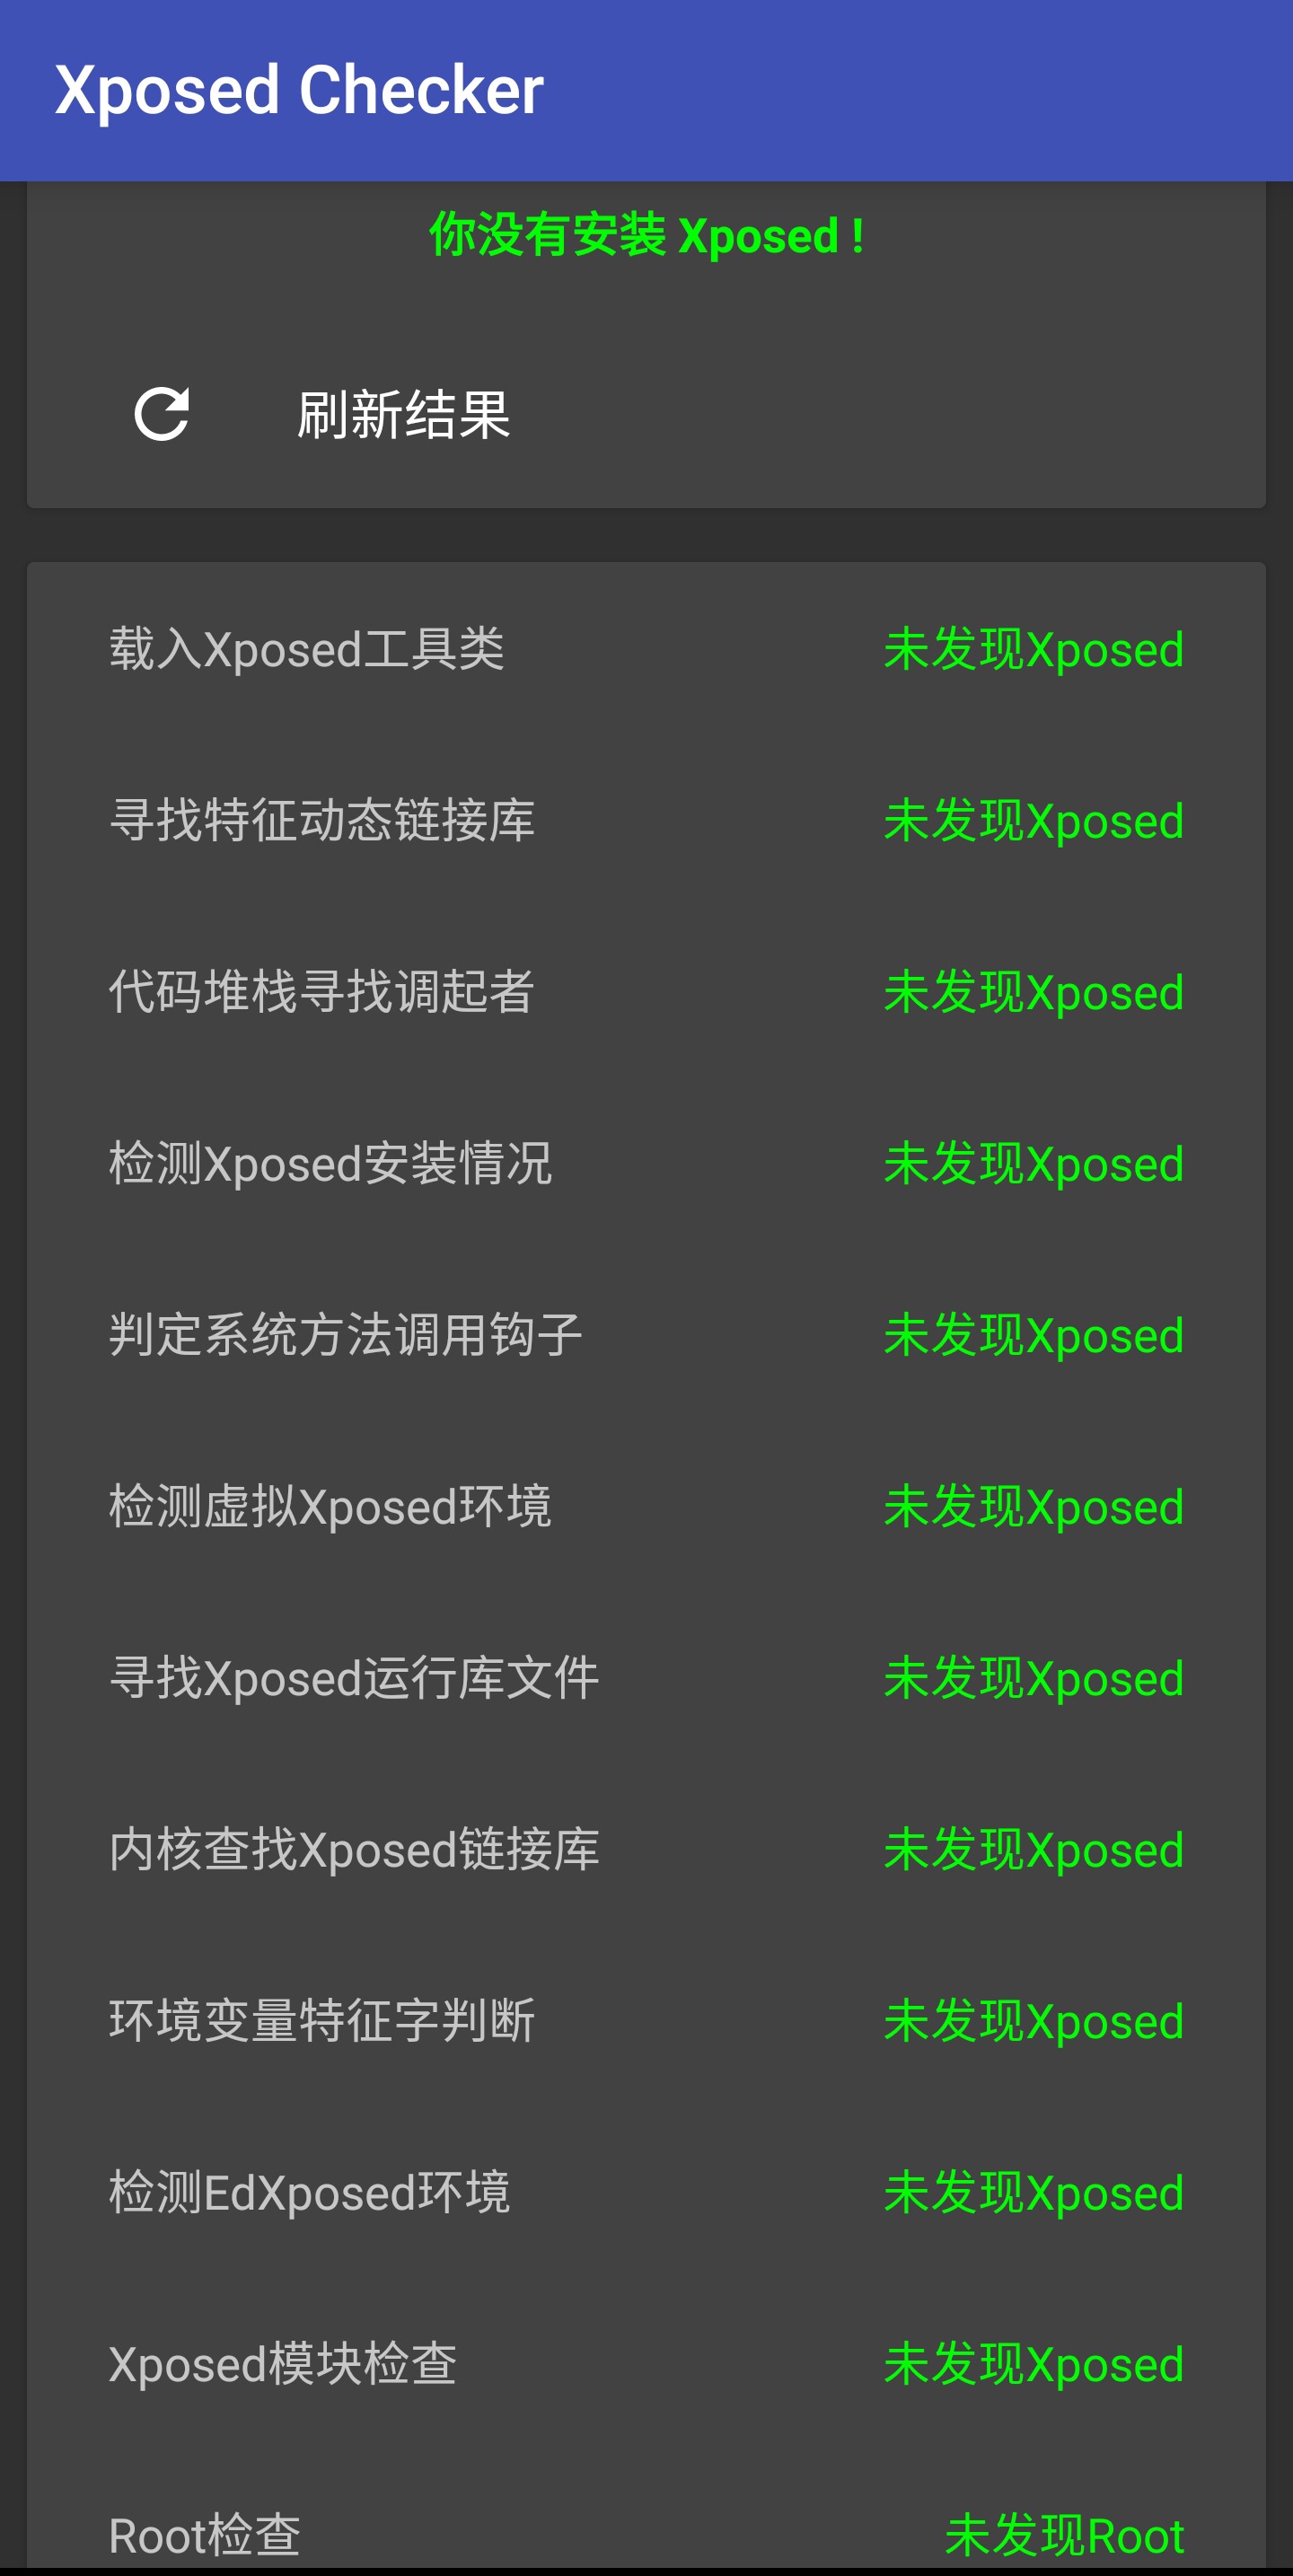 Xposed Checker
你没有安装 Xposed !
刷新结果
载入Xposed工具类 未发现Xposed
寻找特征动态链接库 未发现Xposed
代码堆栈寻找调起者 未发现Xposed
检测Xposed安装情况 未发现Xposed
判定系统方法调用钩子 未发现Xposed
检测虚拟Xposed环境 未发现Xposed
寻找Xposed运行库文件 未发现Xposed
内核查找Xposed链接库 未发现Xposed
环境变量特征字判断 未发现Xposed
检测EdXposed环境 未发现Xposed
Xposed模块检查 未发现Xposed
Root检查 未发现Root